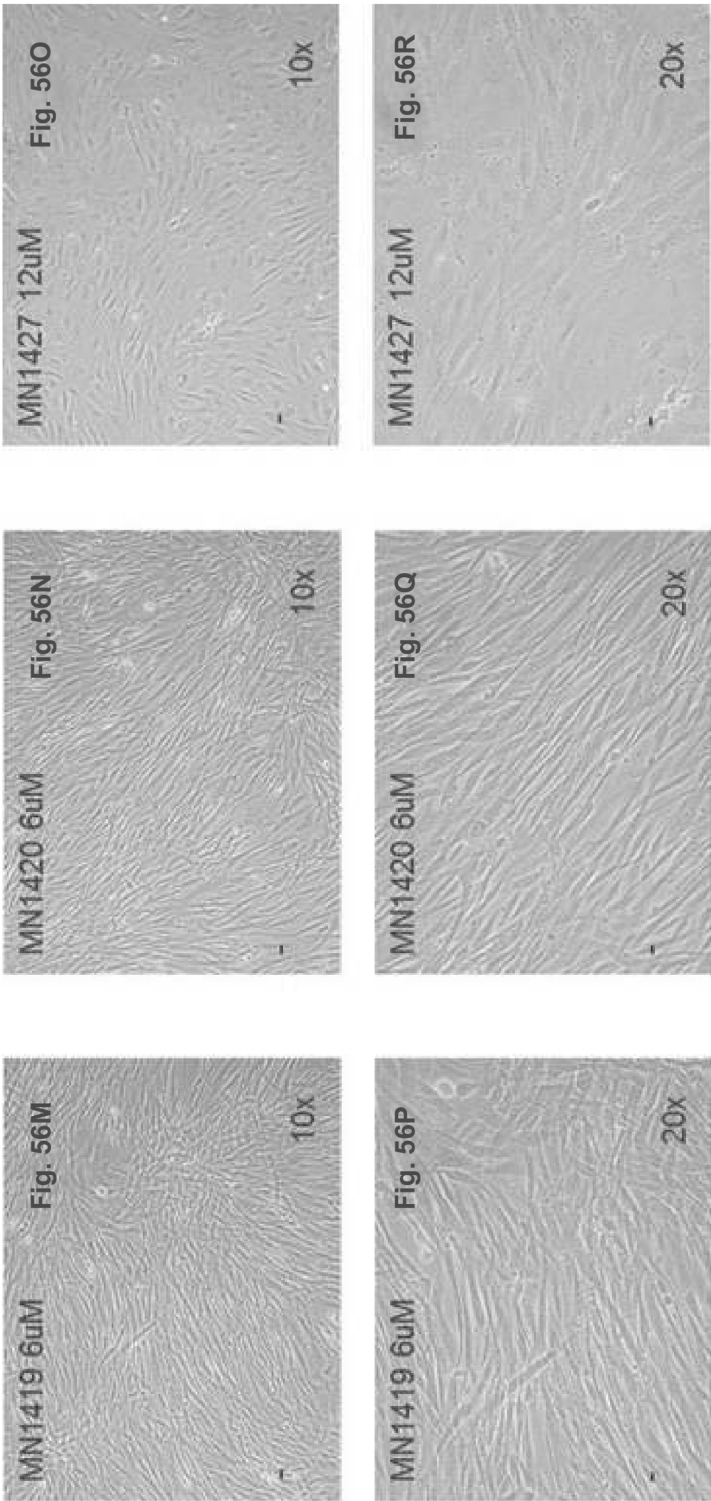 MN1419 6uM
Fig. 56M
10x
MN1420 6uM
Fig. 56N
10x
MN1427 12uM
Fig. 56O
10x
MN1419 6uM
Fig. 56P
20x
MN1420 6uM
Fig. 56Q
20x
MN1427 12uM
Fig. 56R
20x